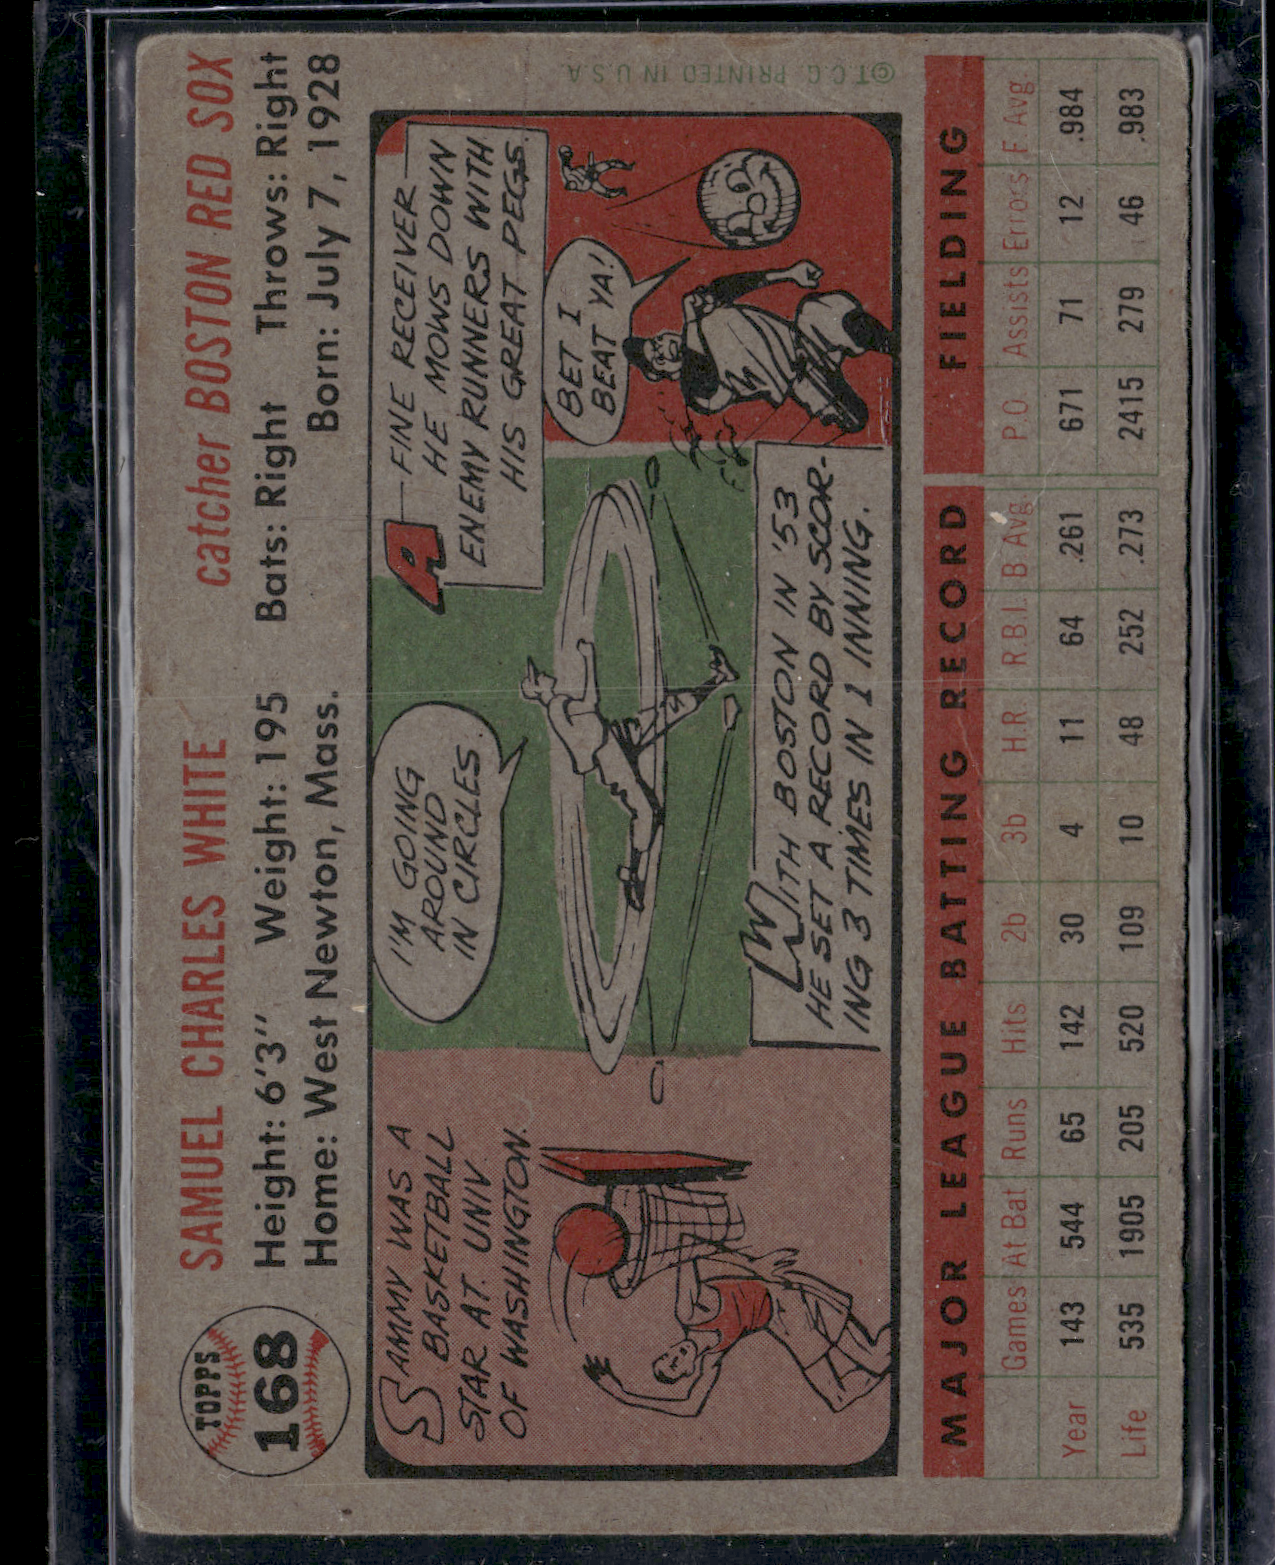 TOPPS
168
SAMUEL CHARLES WHITE catcher BOSTON RED SOX
Height: 6'3" Weight: 195 Bats: Right Throws: Right
Home: West Newton, Mass. Born: July 7, 1928
SAMMY WAS A
BASKETBALL
STAR AT UNIV.
OF WASHINGTON.
I'M GOING
AROUND
IN CIRCLES.
WITH BOSTON IN '53
HE SET A RECORD BY SCOR-
ING 3 TIMES IN 1 INNING.
A FINE RECEIVER—
HE MOWS DOWN
ENEMY RUNNERS WITH
HIS GREAT PEGS.
BET I
BEAT YA!
©T.C.G. PRINTED IN U.S.A.
MAJOR LEAGUE BATTING RECORD FIELDING
Games At Bat Runs Hits 2b 3b H.R. R.B.I. B.Avg P.O. Assists Errors F.Avg
Year 143 544 65 142 30 4 11 64 .261 671 71 12 .984
Life 535 1905 205 520 109 10 48 252 .273 2415 279 46 .983